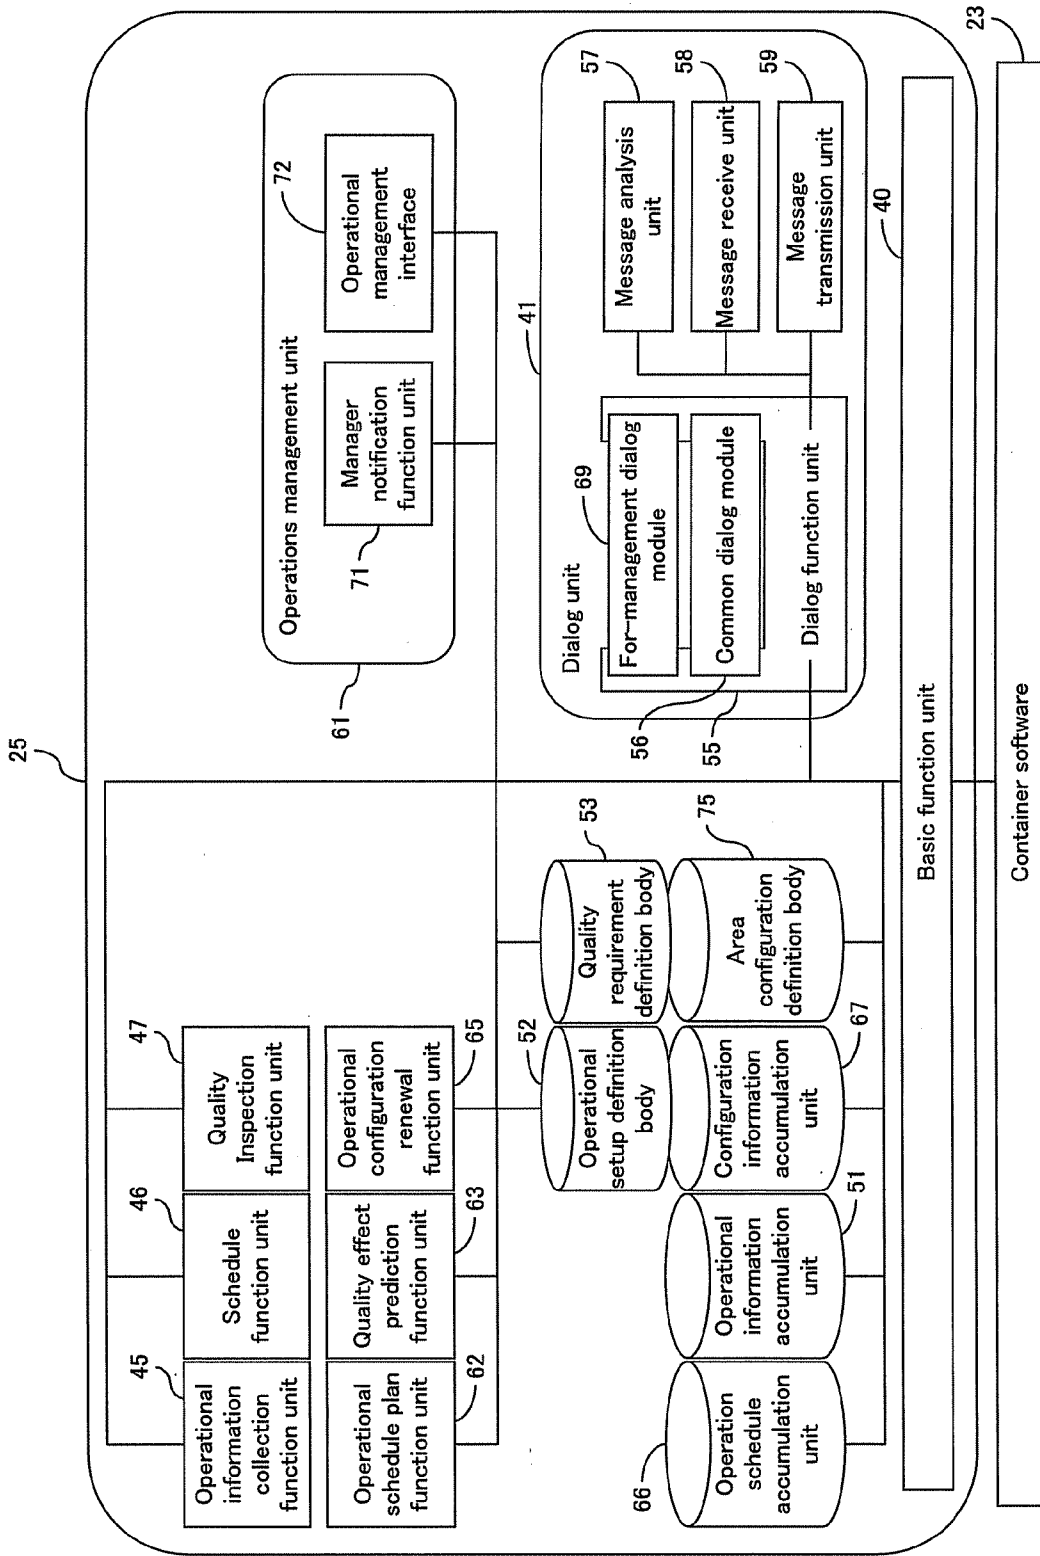 25
45
Operational
information
collection
function unit
46
Schedule
function unit
47
Quality
Inspection
function unit
Operational
schedule plan
function unit
62
Quality effect
prediction
function unit
63
Operational
configuration
renewal
function unit
65
61
Operations management unit
71
Manager
notification
function unit
72
Operational
management
interface
52
Operational
setup definition
body
53
Quality
requirement
definition body
66
Operation
schedule
accumulation
unit
51
Operational
information
accumulation
unit
67
Configuration
information
accumulation
unit
75
Area
configuration
definition body
41
Dialog unit
69
For-management dialog
module
56
Common dialog module
55
Dialog function unit
57
Message analysis
unit
58
Message receive unit
59
Message
transmission unit
40
Basic function unit
23
Container software